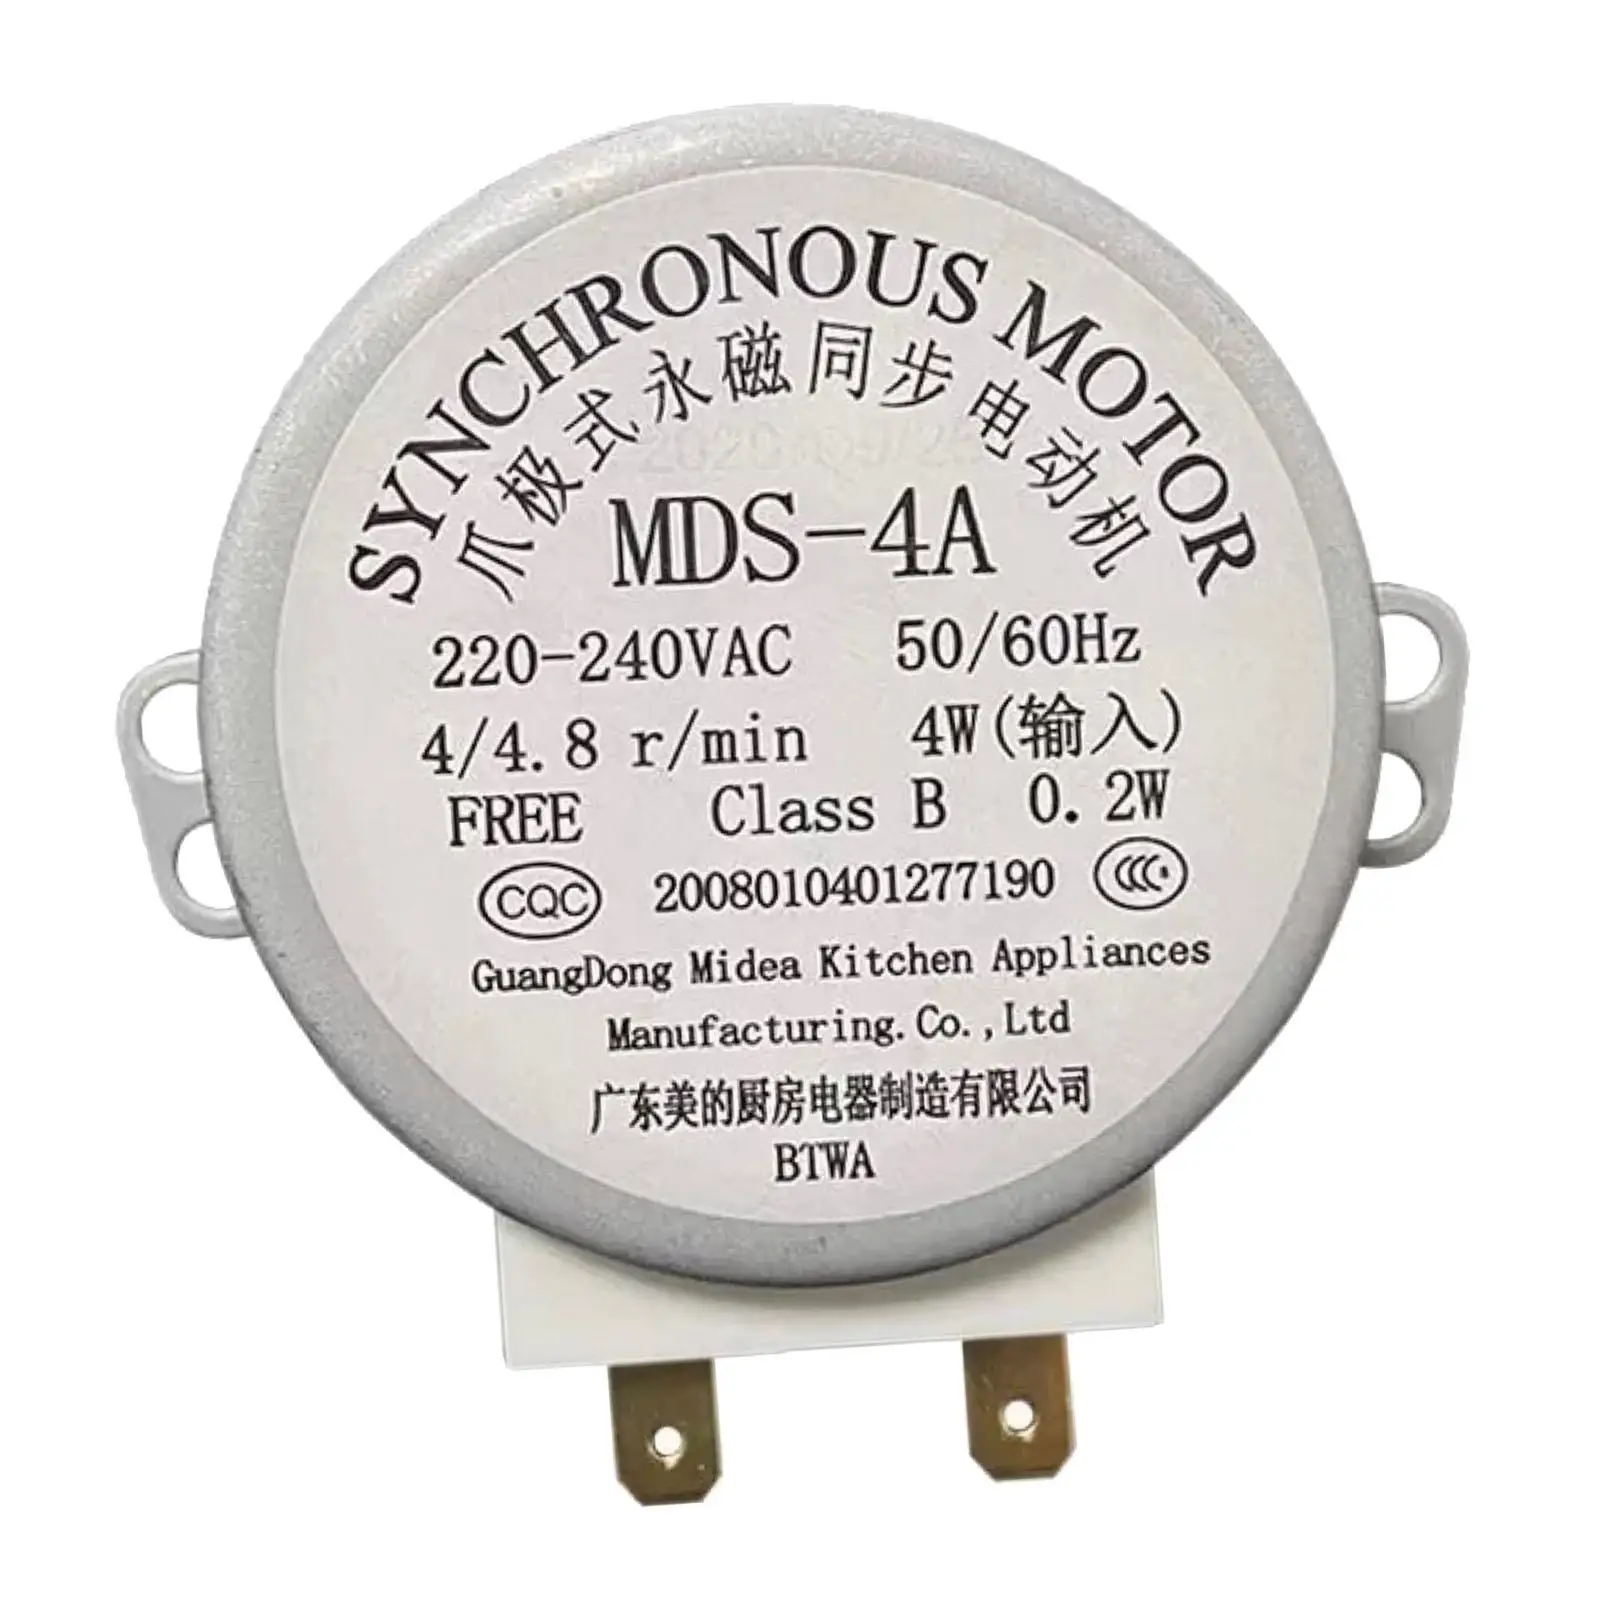 SYNCHRONOUS MOTOR
爪极式永磁同步电动机
MDS-4A
220-240VAC 50/60Hz
4/4.8 r/min 4W(输入)
FREE Class B 0.2W
CQC 2008010401277190 CCC
GuangDong Midea Kitchen Appliances
Manufacturing.Co.,Ltd
广东美的厨房电器制造有限公司
BTWA